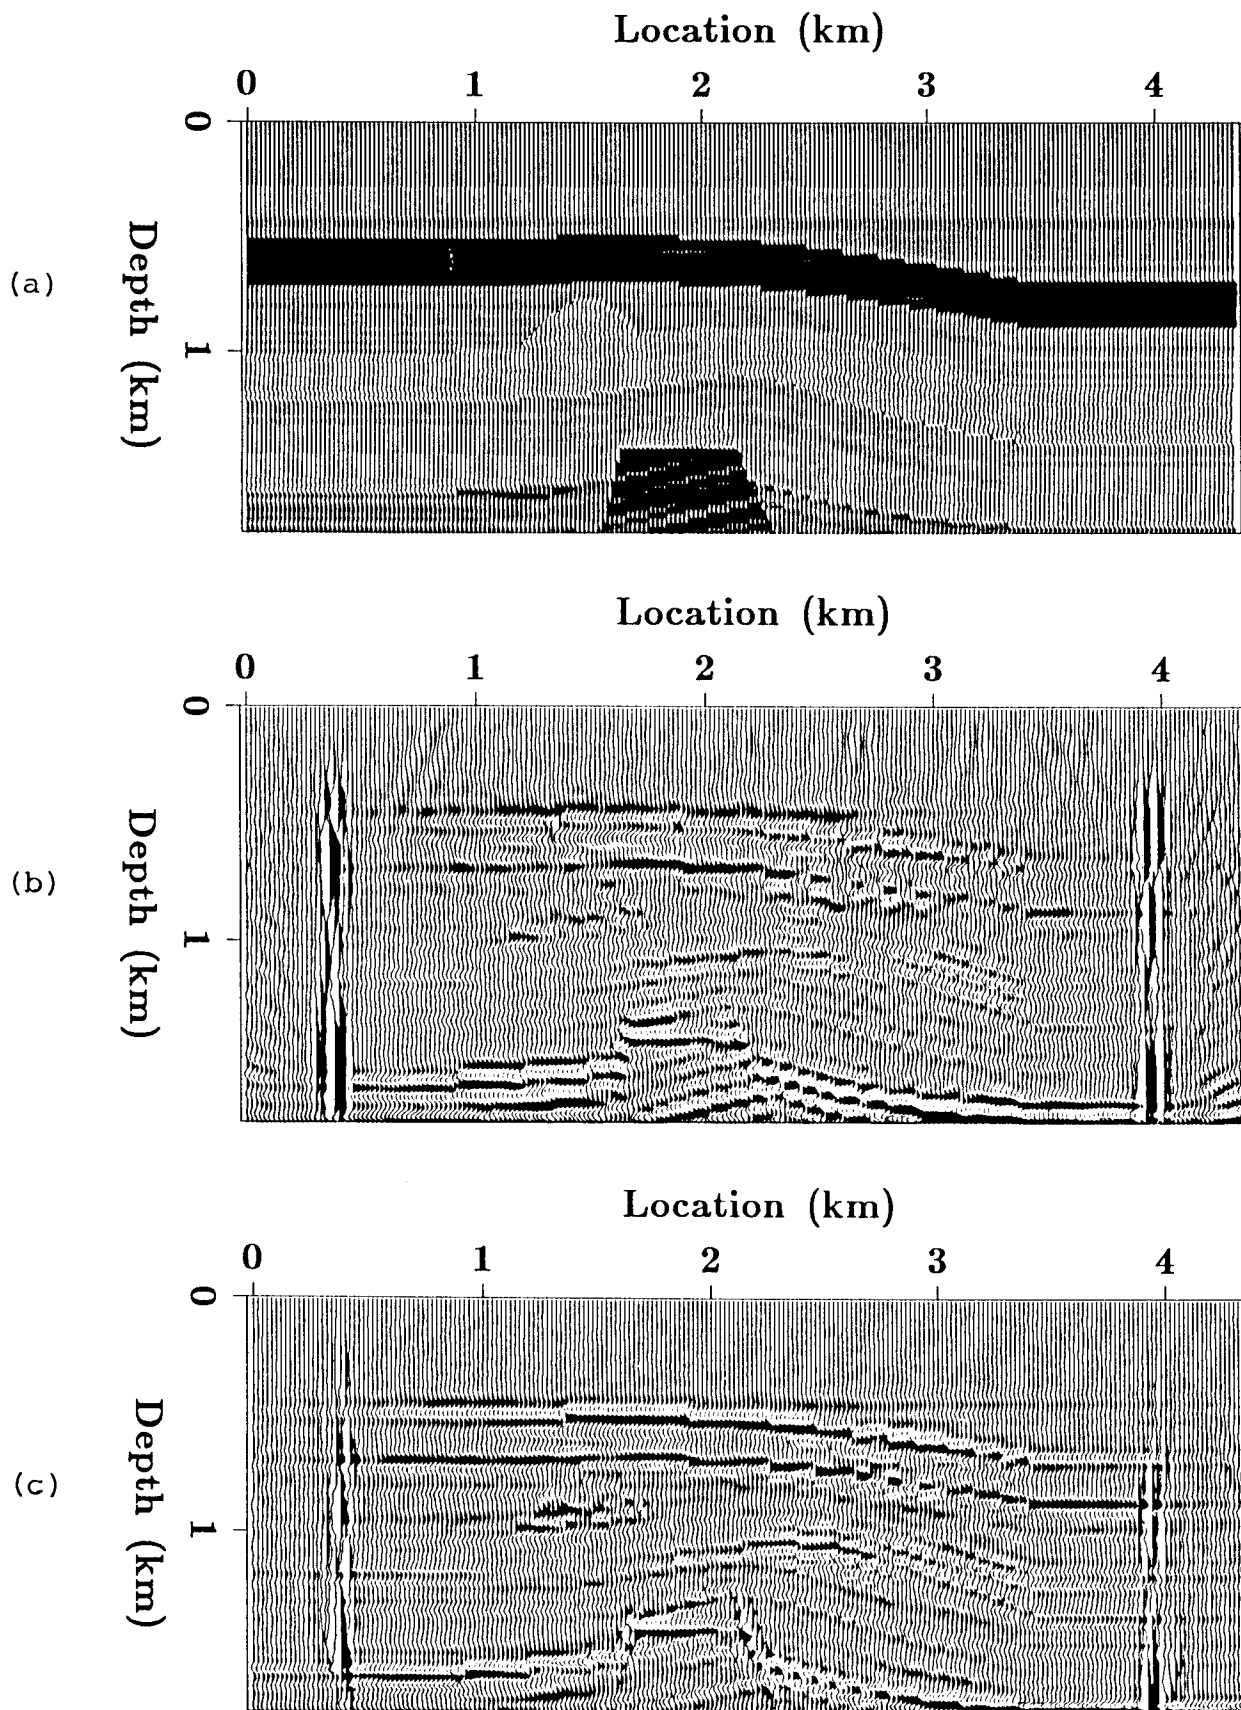 Location (km)
0 1 2 3 4
0
1
Depth (km)
(a)
Location (km)
0 1 2 3 4
0
1
Depth (km)
(b)
Location (km)
0 1 2 3 4
0
1
Depth (km)
(c)